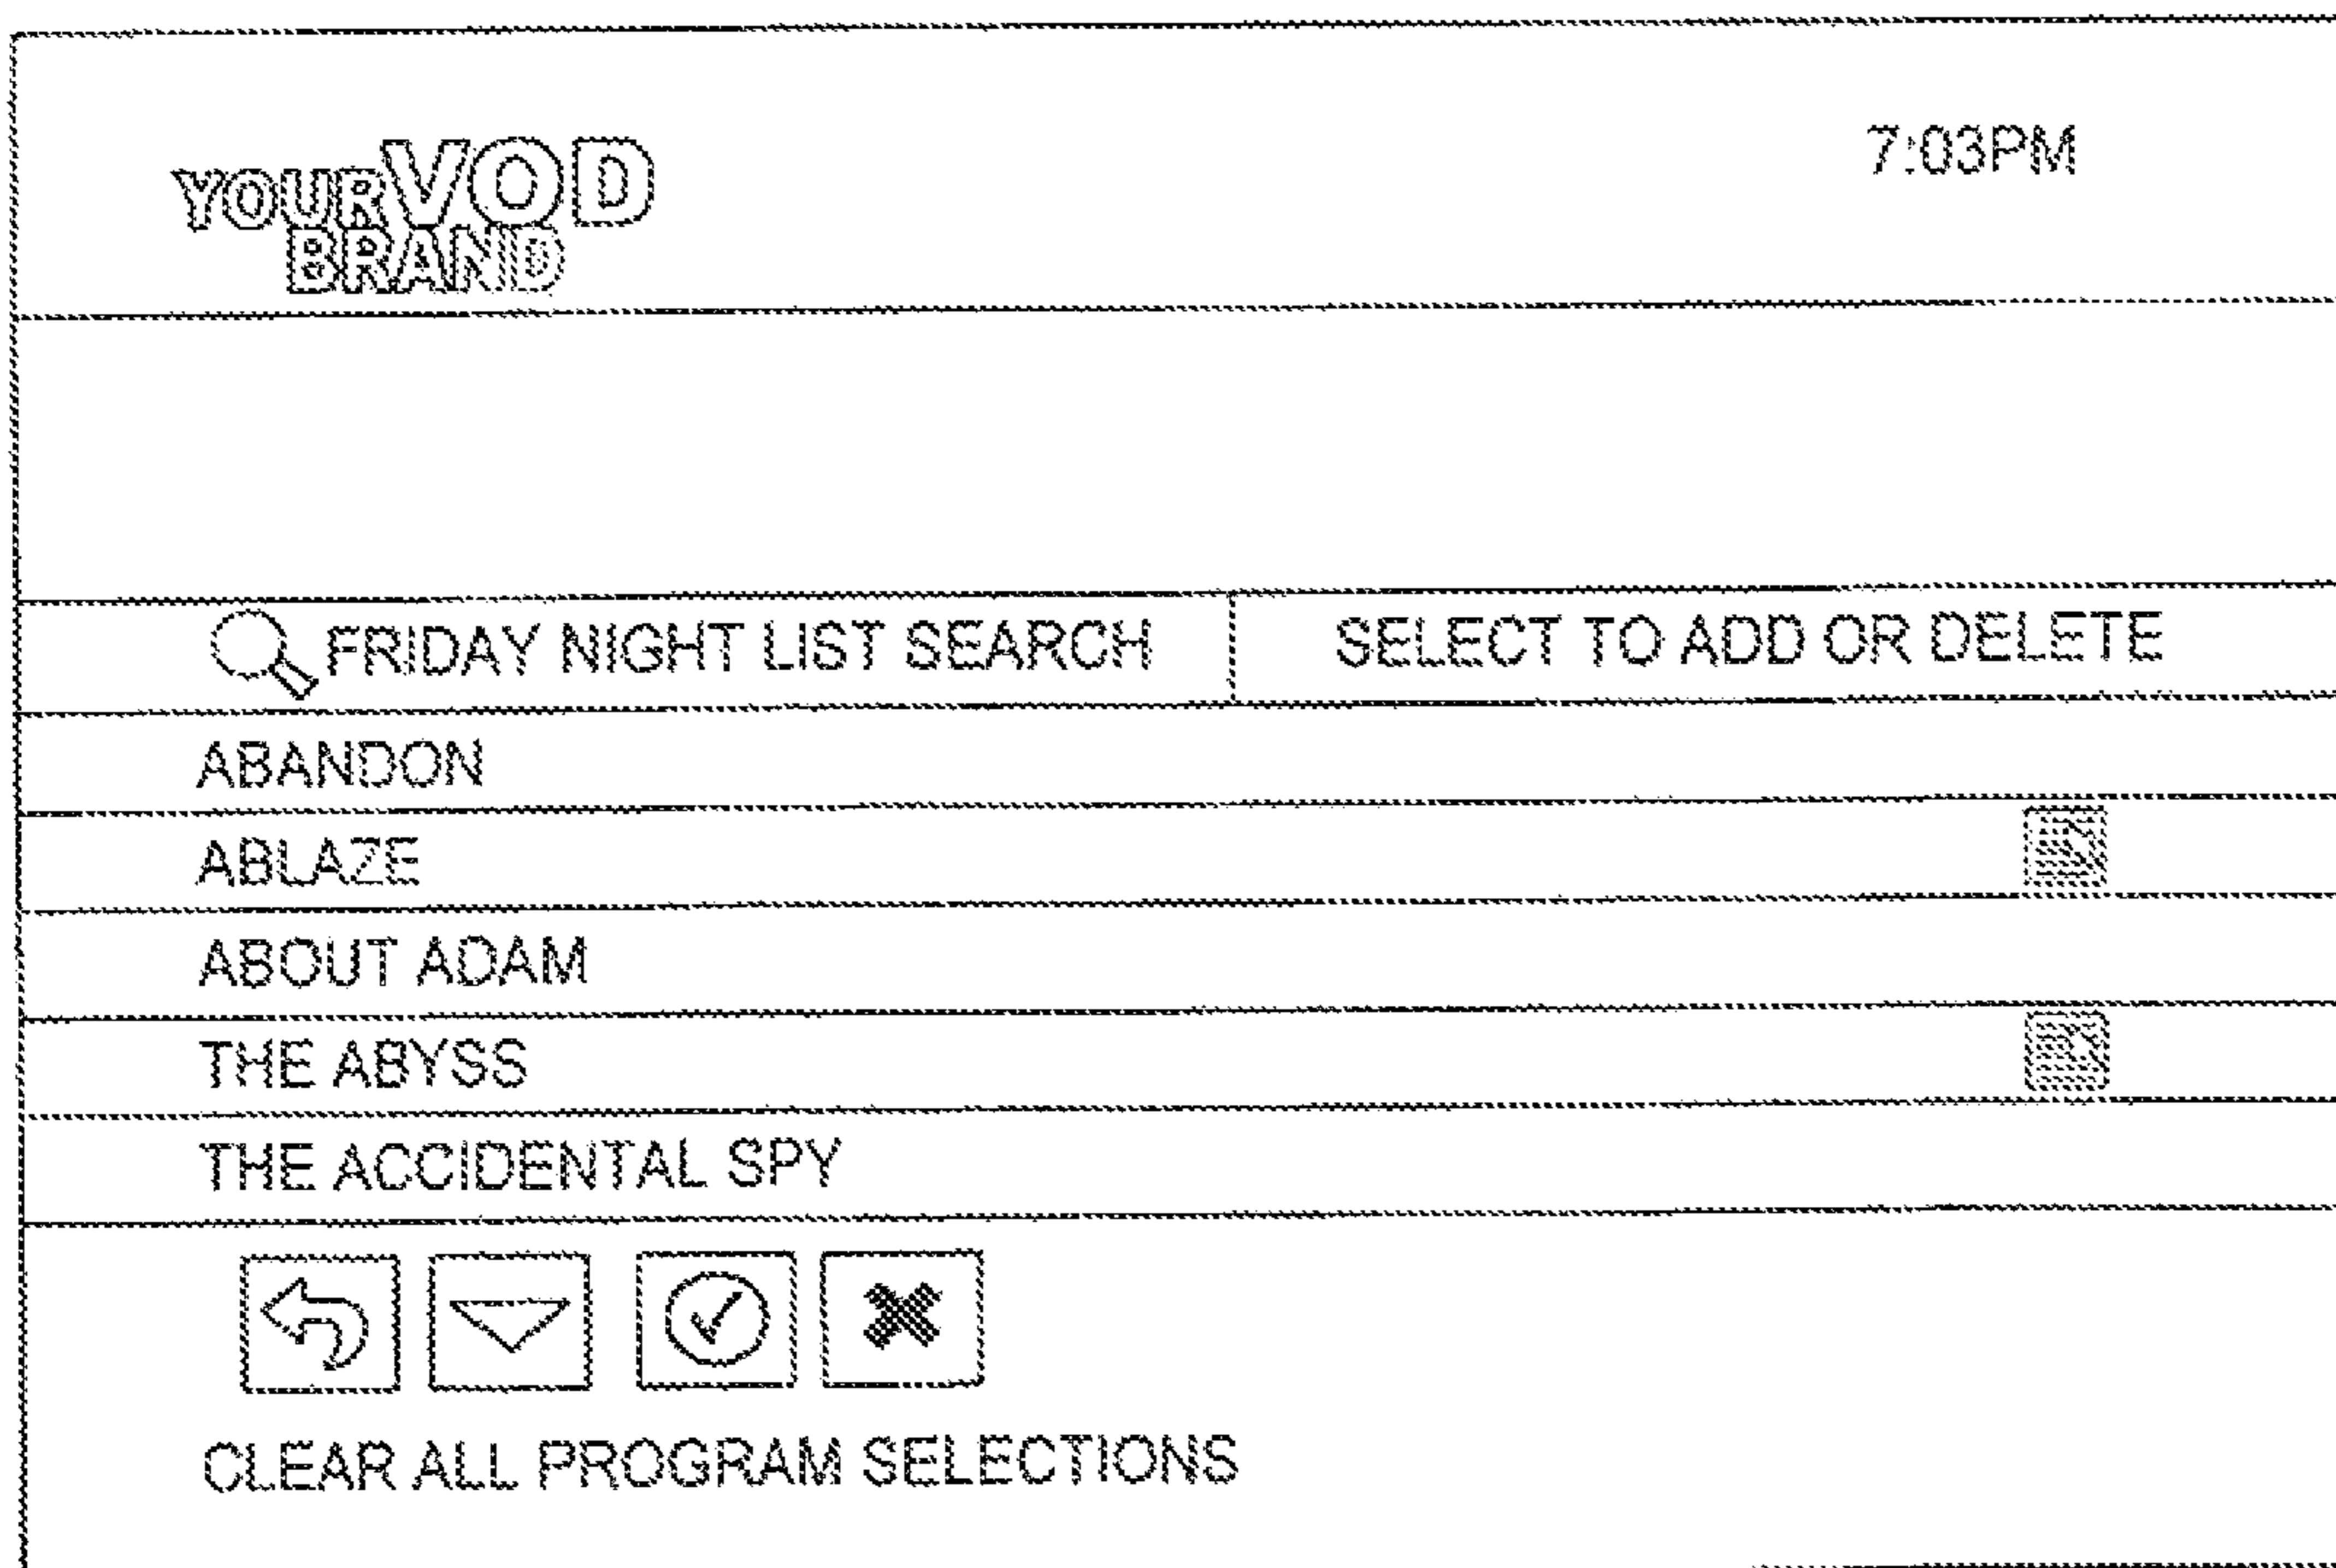 YOUR VOD
BRAND
7:03PM
FRIDAY NIGHT LIST SEARCH
SELECT TO ADD OR DELETE
ABANDON
ABLAZE
ABOUT ADAM
THE ABYSS
THE ACCIDENTAL SPY
CLEAR ALL PROGRAM SELECTIONS